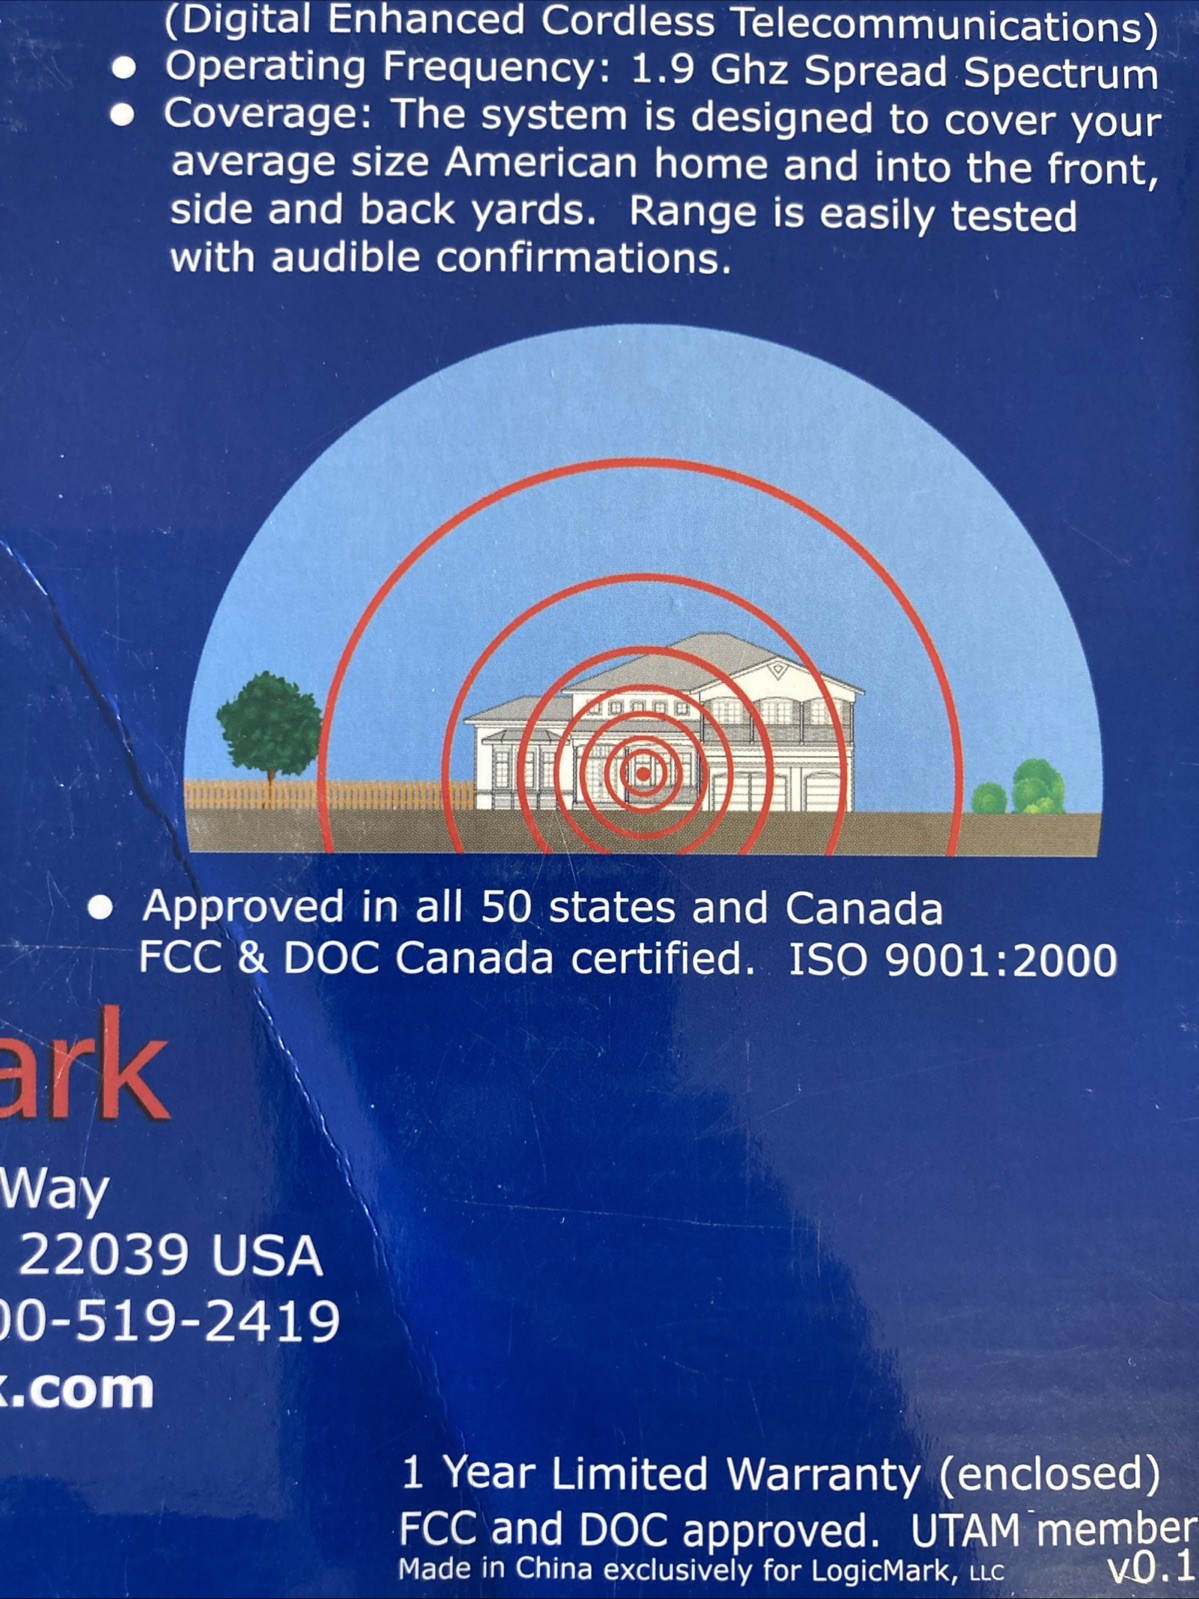 (Digital Enhanced Cordless Telecommunications)
● Operating Frequency: 1.9 Ghz Spread Spectrum
● Coverage: The system is designed to cover your
average size American home and into the front,
side and back yards. Range is easily tested
with audible confirmations.
● Approved in all 50 states and Canada
FCC & DOC Canada certified. ISO 9001:2000
ark
Way
22039 USA
00-519-2419
k.com
1 Year Limited Warranty (enclosed)
FCC and DOC approved. UTAM member
Made in China exclusively for LogicMark, LLC v0.1